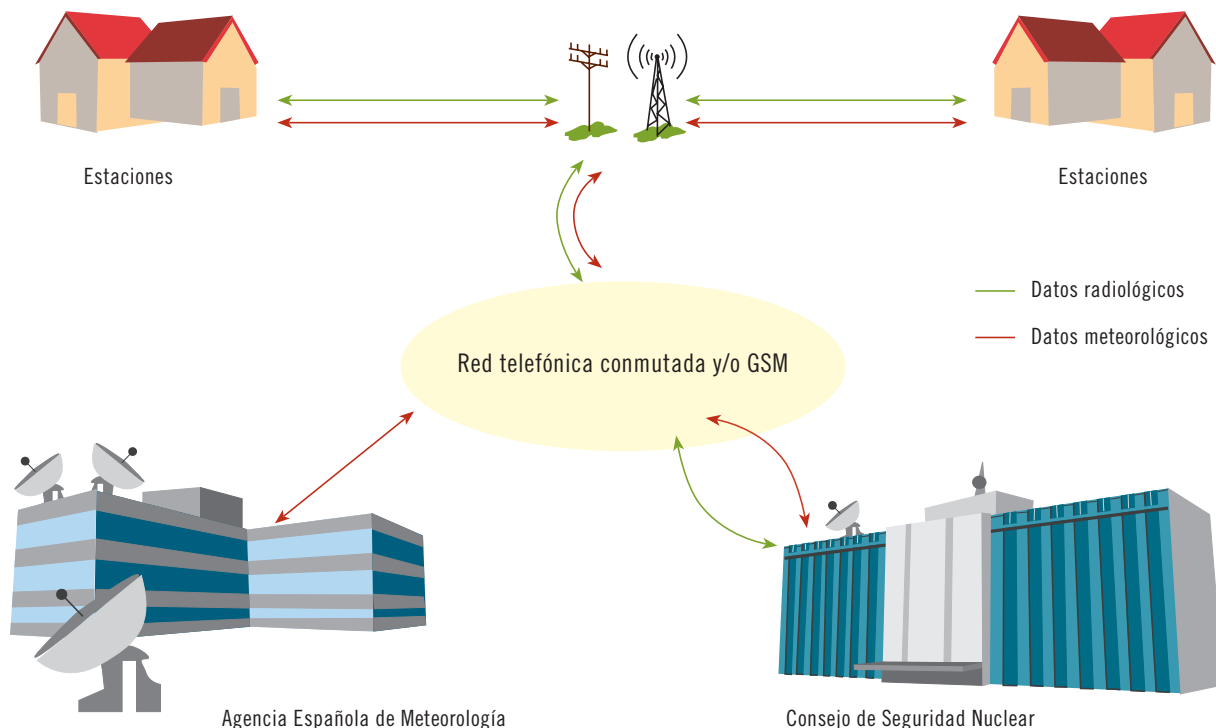 Estaciones
Estaciones
Datos radiológicos
Datos meteorológicos
Red telefónica conmutada y/o GSM
Agencia Española de Meteorología
Consejo de Seguridad Nuclear